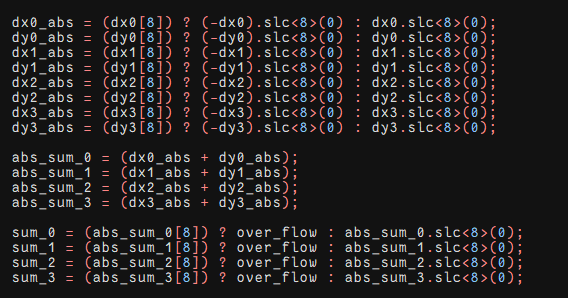 dx0_abs = (dx0[8]) ? (-dx0).slc<8>(0) : dx0.slc<8>(0);
dy0_abs = (dy0[8]) ? (-dy0).slc<8>(0) : dy0.slc<8>(0);
dx1_abs = (dx1[8]) ? (-dx1).slc<8>(0) : dx1.slc<8>(0);
dy1_abs = (dy1[8]) ? (-dy1).slc<8>(0) : dy1.slc<8>(0);
dx2_abs = (dx2[8]) ? (-dx2).slc<8>(0) : dx2.slc<8>(0);
dy2_abs = (dy2[8]) ? (-dy2).slc<8>(0) : dy2.slc<8>(0);
dx3_abs = (dx3[8]) ? (-dx3).slc<8>(0) : dx3.slc<8>(0);
dy3_abs = (dy3[8]) ? (-dy3).slc<8>(0) : dy3.slc<8>(0);
abs_sum_0 = (dx0_abs + dy0_abs);
abs_sum_1 = (dx1_abs + dy1_abs);
abs_sum_2 = (dx2_abs + dy2_abs);
abs_sum_3 = (dx3_abs + dy3_abs);
sum_0 = (abs_sum_0[8]) ? over_flow : abs_sum_0.slc<8>(0);
sum_1 = (abs_sum_1[8]) ? over_flow : abs_sum_1.slc<8>(0);
sum_2 = (abs_sum_2[8]) ? over_flow : abs_sum_2.slc<8>(0);
sum_3 = (abs_sum_3[8]) ? over_flow : abs_sum_3.slc<8>(0);